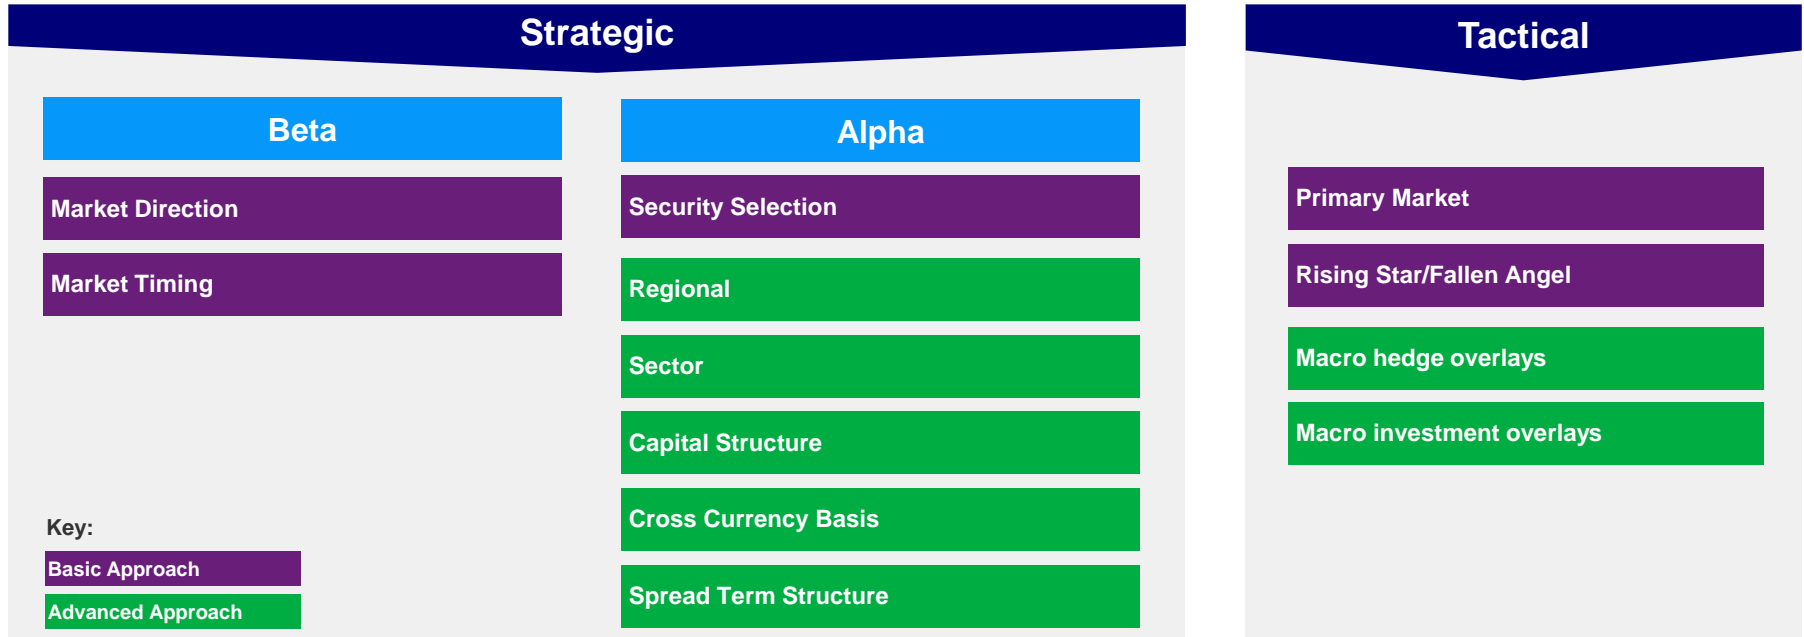 Strategic
Beta
Market Direction
Market Timing
Alpha
Security Selection
Regional
Sector
Capital Structure
Cross Currency Basis
Spread Term Structure
Key:
Basic Approach
Advanced Approach
Tactical
Primary Market
Rising Star/Fallen Angel
Macro hedge overlays
Macro investment overlays